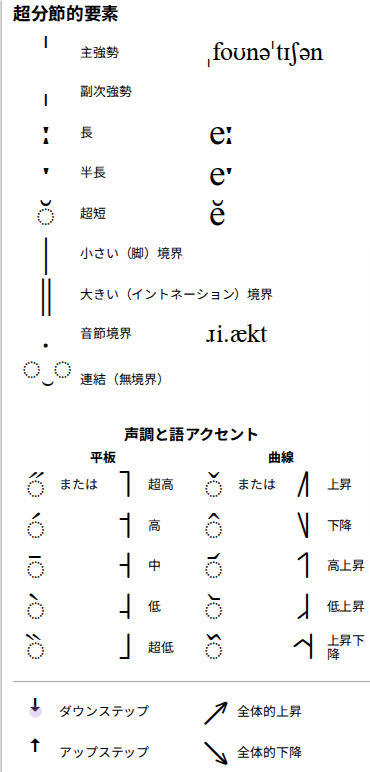 超分節的要素
ˈ 主強勢 ˌfoʊnəˈtɪʃən
ˌ 副次強勢
ː 長 eː
ˑ 半長 eˑ
◌̆ 超短 ĕ
| 小さい（脚）境界
‖ 大きい（イントネーション）境界
. 音節境界 ɹi.ækt
◌‿◌ 連結（無境界）
声調と語アクセント
平板 曲線
◌̋ または ˥ 超高 ◌̌ または ˩˥ 上昇
◌́ ˦ 高 ◌̂ ˥˩ 下降
◌̄ ˧ 中 ◌᷄ ˧˥ 高上昇
◌̀ ˨ 低 ◌᷅ ˩˧ 低上昇
◌̏ ˩ 超低 ◌᷈ ˧˦˧ 上昇下
降
ꜜ ダウンステップ ↗ 全体的上昇
ꜛ アップステップ ↘ 全体的下降